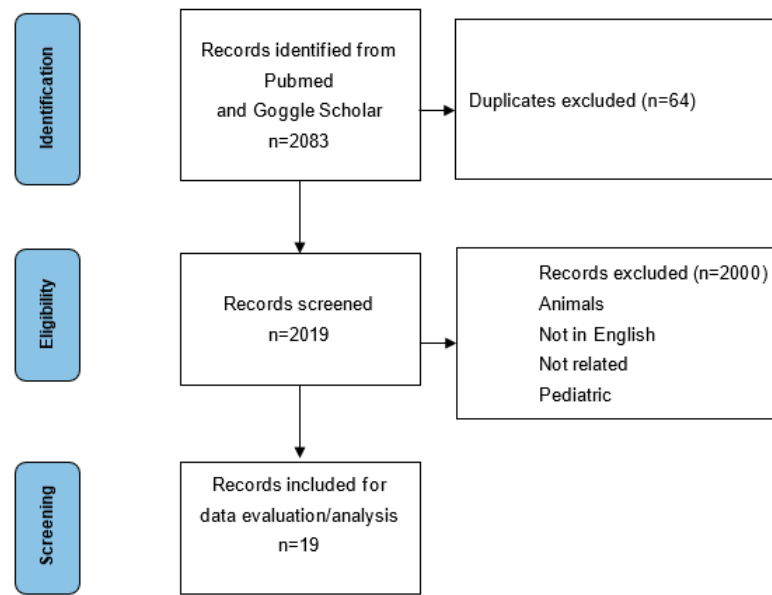 Identification
Records identified from
Pubmed
and Goggle Scholar
n=2083
Duplicates excluded (n=64)
Eligibility
Records screened
n=2019
Records excluded (n=2000)
Animals
Not in English
Not related
Pediatric
Screening
Records included for
data evaluation/analysis
n=19